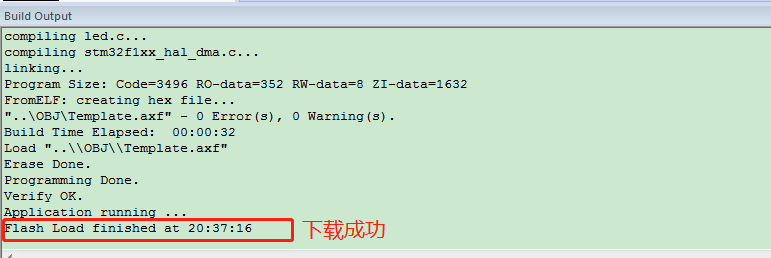 Build Output
compiling led.c...
compiling stm32f1xx_hal_dma.c...
linking...
Program Size: Code=3496 RO-data=352 RW-data=8 ZI-data=1632
FromELF: creating hex file...
"..\OBJ\Template.axf" - 0 Error(s), 0 Warning(s).
Build Time Elapsed:  00:00:32
Load "..\\OBJ\\Template.axf"
Erase Done.
Programming Done.
Verify OK.
Application running ...
Flash Load finished at 20:37:16 下载成功